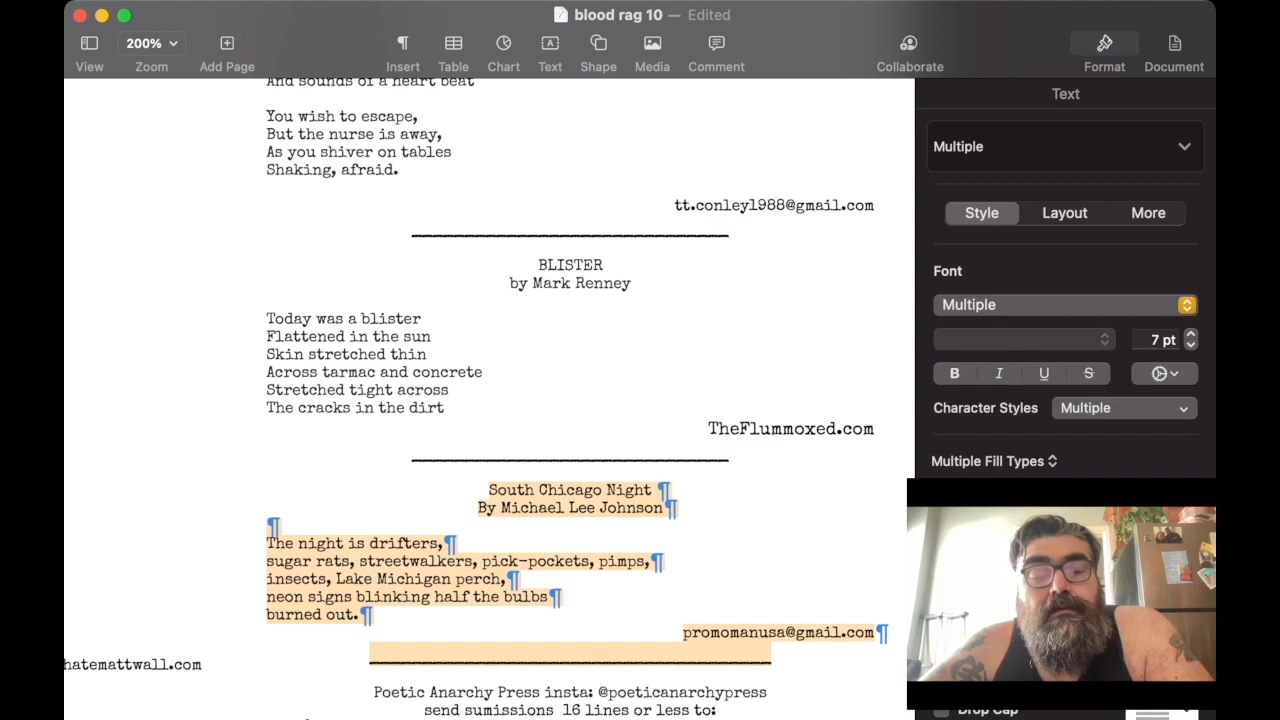 blood rag 10 — Edited
200%
View
Zoom
Add Page
Insert
Table
Chart
Text
Shape
Media
Comment
Collaborate
Format
Document
And sounds of a heart beat
You wish to escape,
But the nurse is away,
As you shiver on tables
Shaking, afraid.
tt.conley1988@gmail.com
BLISTER
by Mark Renney
Today was a blister
Flattened in the sun
Skin stretched thin
Across tarmac and concrete
Stretched tight across
The cracks in the dirt
TheFlummoxed.com
South Chicago Night ¶
By Michael Lee Johnson¶
¶
The night is drifters,¶
sugar rats, streetwalkers, pick-pockets, pimps,¶
insects, Lake Michigan perch,¶
neon signs blinking half the bulbs¶
burned out.¶
promomanusa@gmail.com¶
hatemattwall.com
Poetic Anarchy Press insta: @poeticanarchypress
send sumissions 16 lines or less to:
Text
Multiple
Style
Layout
More
Font
Multiple
7 pt
B I U S
Character Styles
Multiple
Multiple Fill Types
Drop Cap